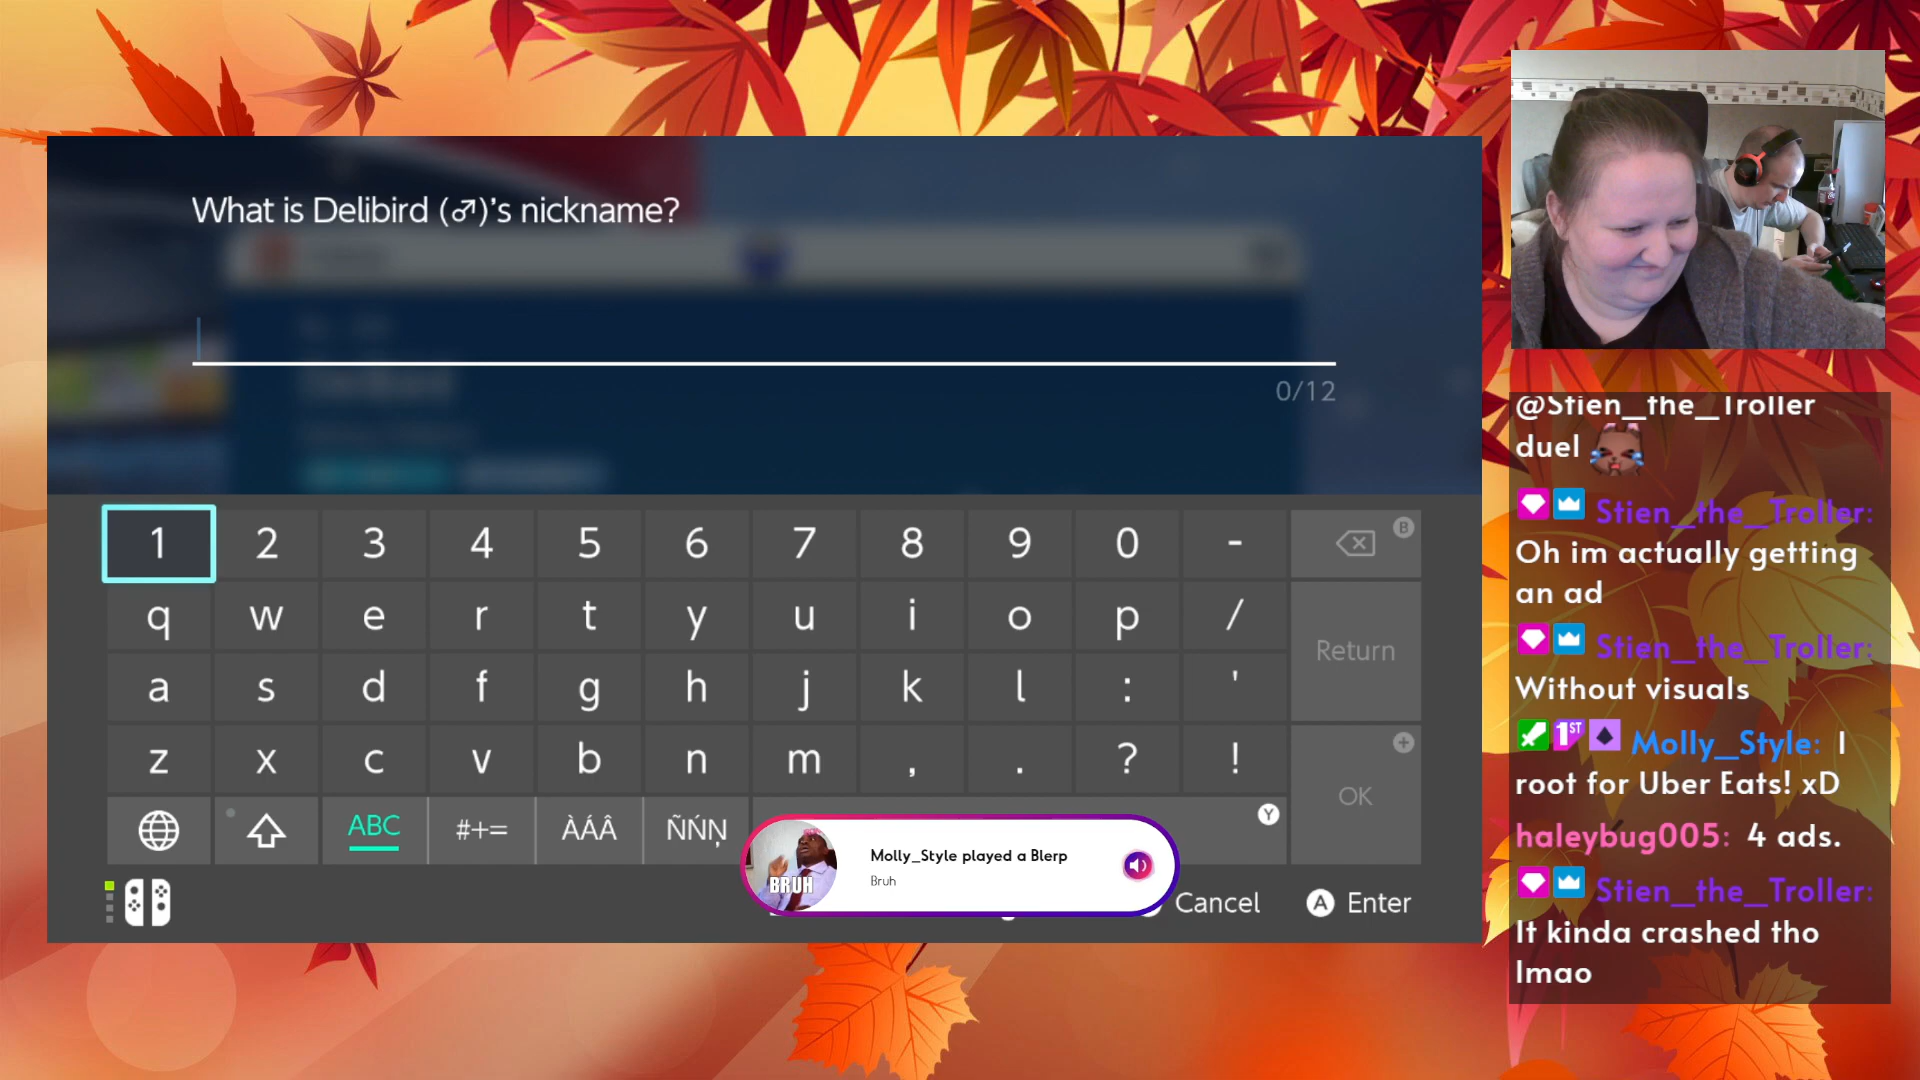 What is Delibird (♂)'s nickname?
0/12
1 2 3 4 5 6 7 8 9 0 -
B
q w e r t y u i o p /
Return
a s d f g h j k l : '
z x c v b n m , . ? !
+
OK
ABC #+= ÀÁÂ ÑŃŅ
Y
BRUH
Molly_Style played a Blerp
Bruh
Cancel
A Enter
@Stien_the_Troller
duel
Stien_the_Troller:
Oh im actually getting
an ad
Stien_the_Troller:
Without visuals
1ST Molly_Style: I
root for Uber Eats! xD
haleybug005: 4 ads.
Stien_the_Troller:
It kinda crashed tho
lmao